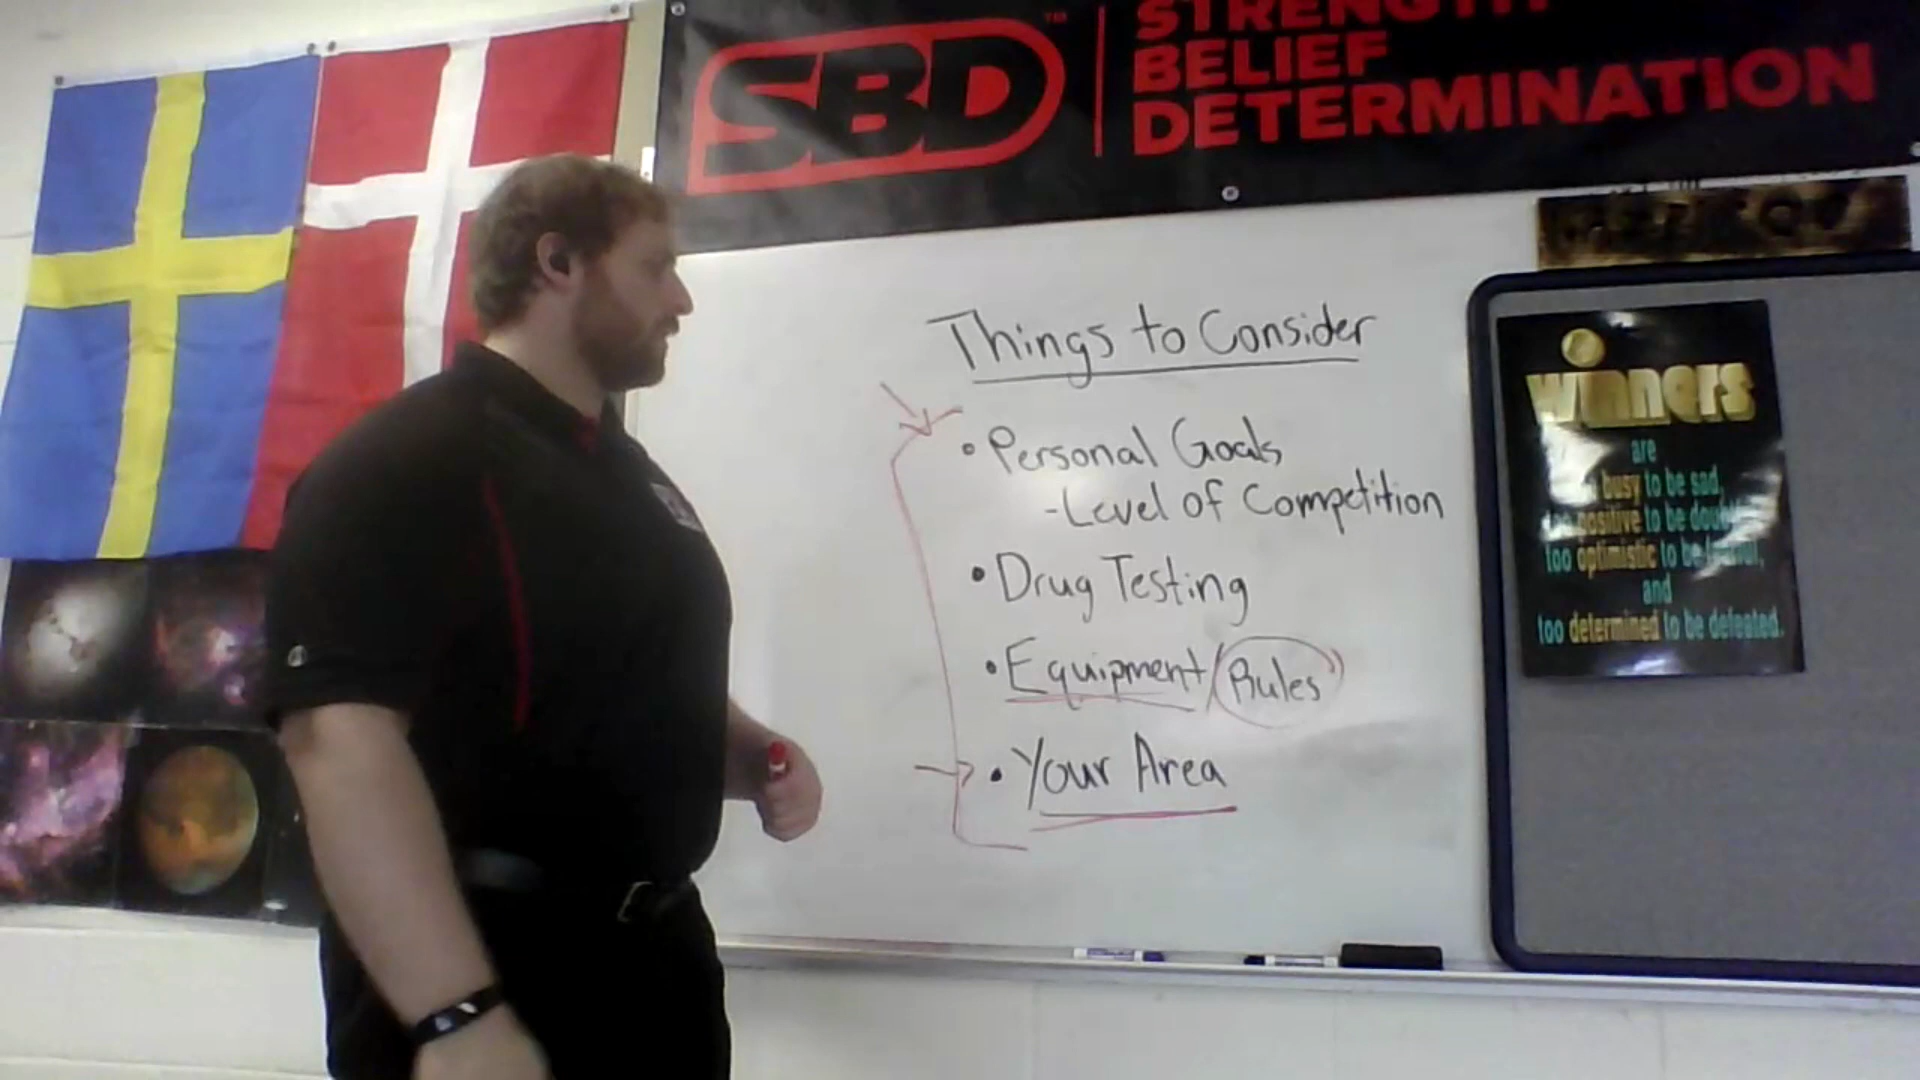 SBD™
STRENGTH
BELIEF
DETERMINATION
Things to Consider
• Personal Goals
-Level of Competition
• Drug Testing
• Equipment/Rules
• Your Area
winners
are
busy to be sad,
positive to be
too optimistic to be
and
too determined to be defeated.